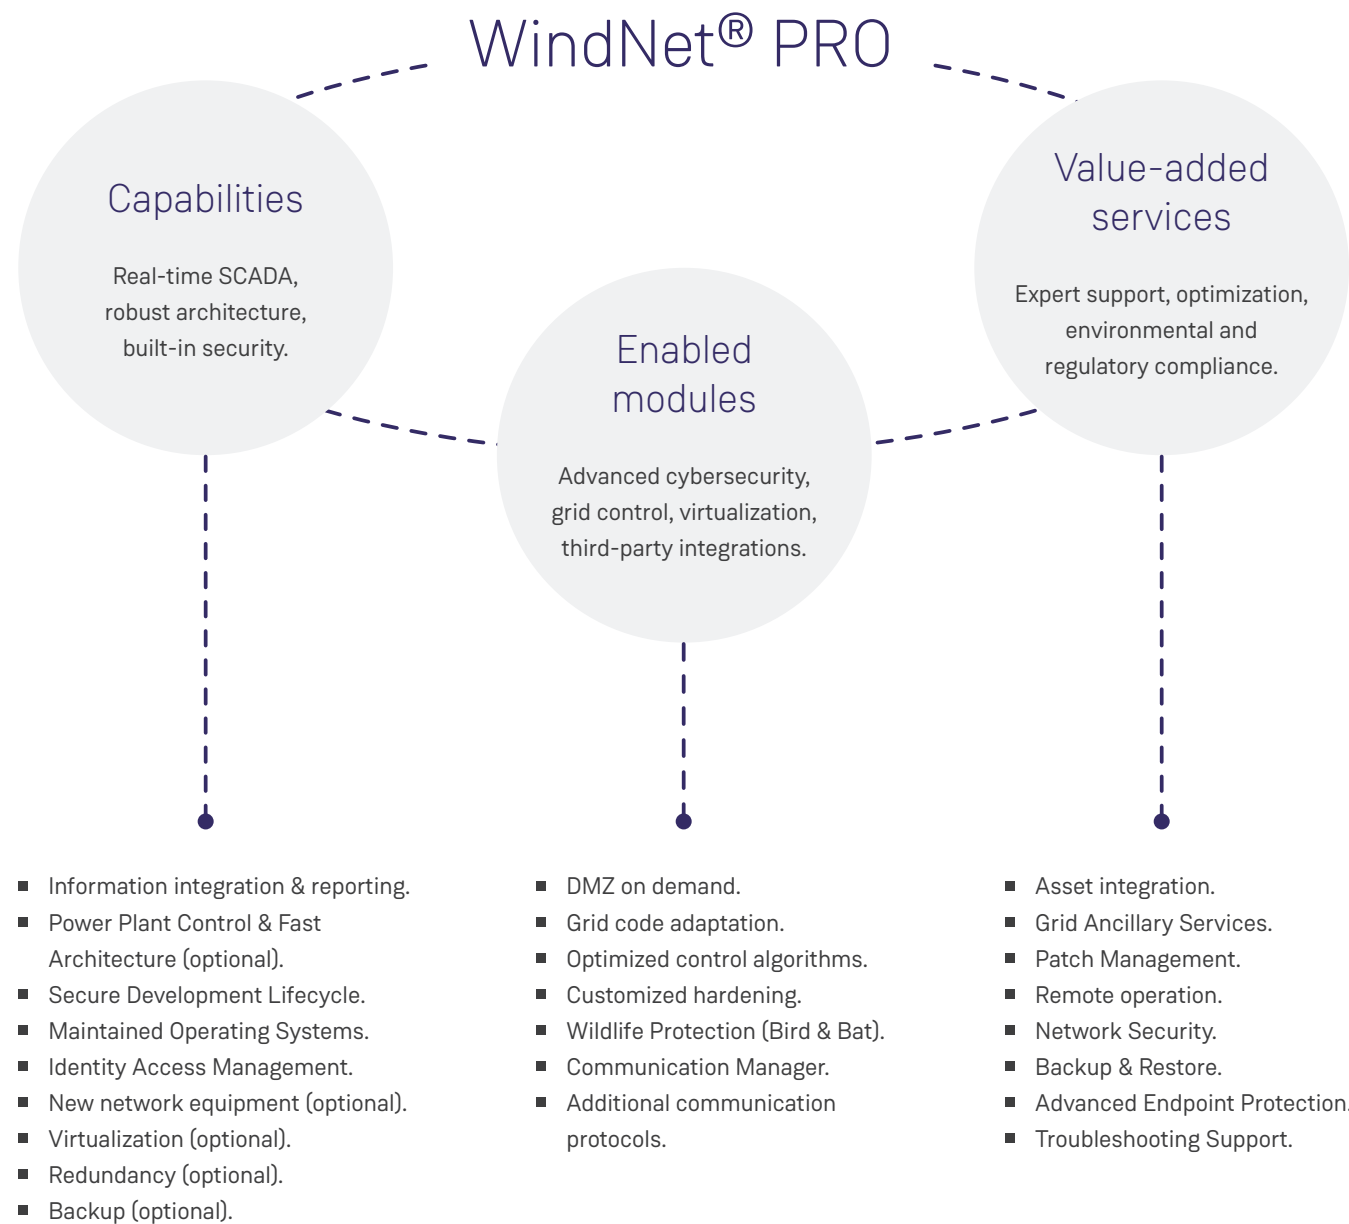 WindNet® PRO
Capabilities
Real-time SCADA,
robust architecture,
built-in security.
Enabled
modules
Advanced cybersecurity,
grid control, virtualization,
third-party integrations.
Value-added
services
Expert support, optimization,
environmental and
regulatory compliance.
Information integration & reporting.
Power Plant Control & Fast
Architecture (optional).
Secure Development Lifecycle.
Maintained Operating Systems.
Identity Access Management.
New network equipment (optional).
Virtualization (optional).
Redundancy (optional).
Backup (optional).
DMZ on demand.
Grid code adaptation.
Optimized control algorithms.
Customized hardening.
Wildlife Protection (Bird & Bat).
Communication Manager.
Additional communication
protocols.
Asset integration.
Grid Ancillary Services.
Patch Management.
Remote operation.
Network Security.
Backup & Restore.
Advanced Endpoint Protection.
Troubleshooting Support.